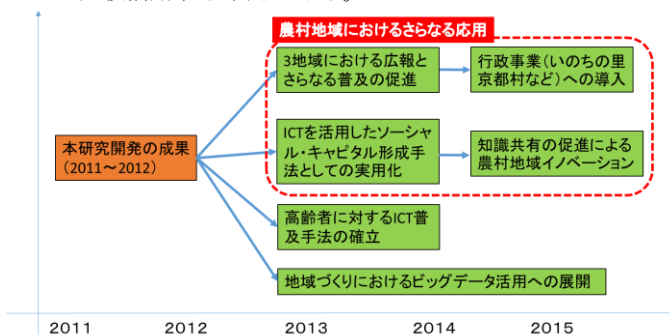 農村地域におけるさらなる応用
3地域における広報と
さらなる普及の促進
行政事業(いのちの里
京都村など)への導入
本研究開発の成果
(2011～2012)
ICTを活用したソーシャ
ル・キャピタル形成手
法としての実用化
知識共有の促進による
農村地域イノベーション
高齢者に対するICT普
及手法の確立
地域づくりにおけるビッグデータ活用への展開
2011 2012 2013 2014 2015